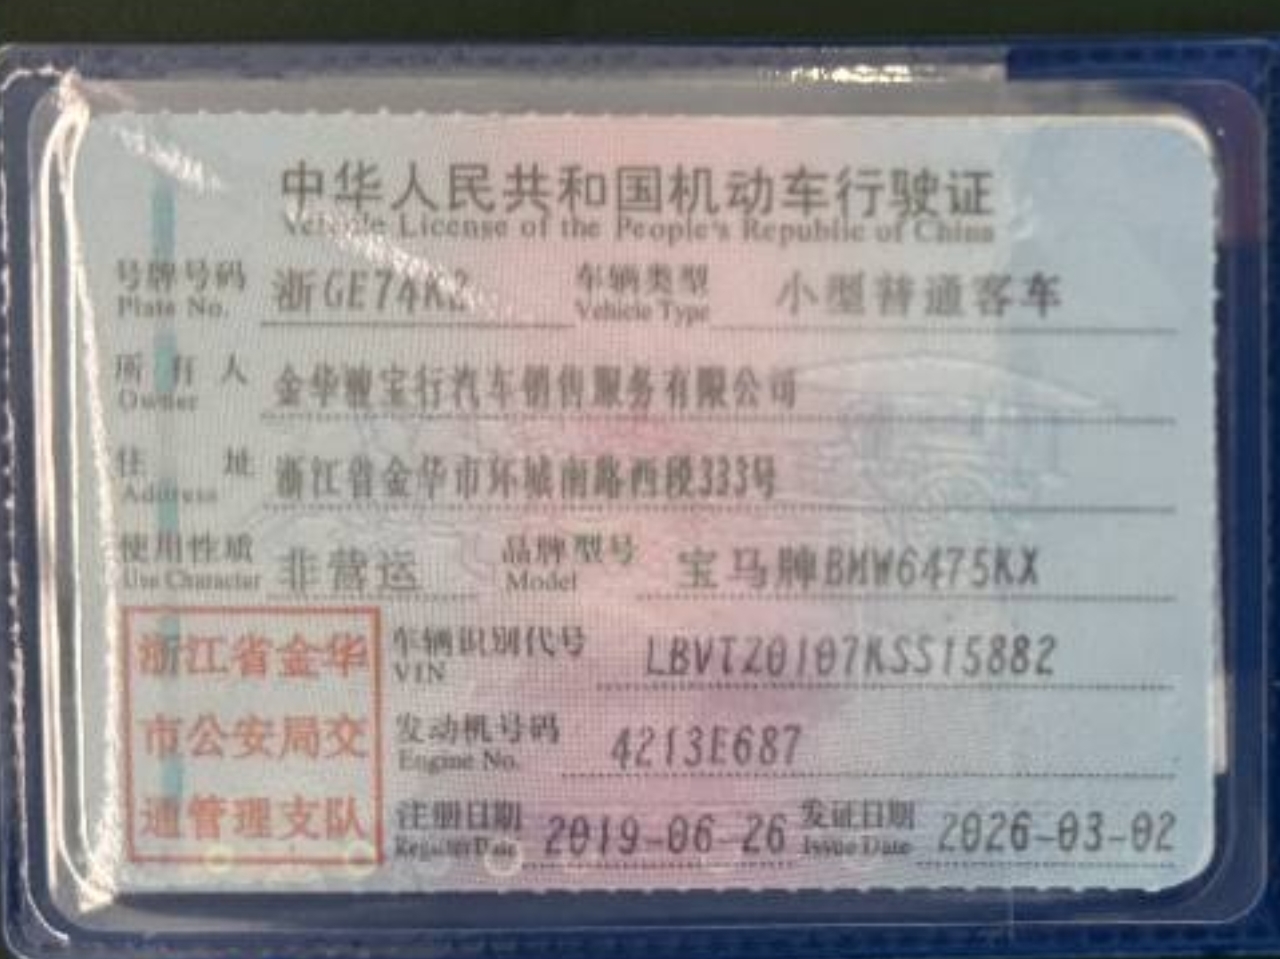 中华人民共和国机动车行驶证
Vehicle License of the People's Republic of China
号牌号码 浙GE74K2 车辆类型 小型普通客车
Plate No. Vehicle Type
所有人 金华骏宝行汽车销售服务有限公司
Owner
住址 浙江省金华市环城南路西段333号
Address
使用性质 非营运 品牌型号 宝马牌BMW6475KX
Use Character Model
浙江省金华
市公安局交
通管理支队
车辆识别代号 LBVTZ0107KSS15882
VIN
发动机号码 4213E687
Engine No.
注册日期 2019-06-26 发证日期 2026-03-02
Register Date Issue Date